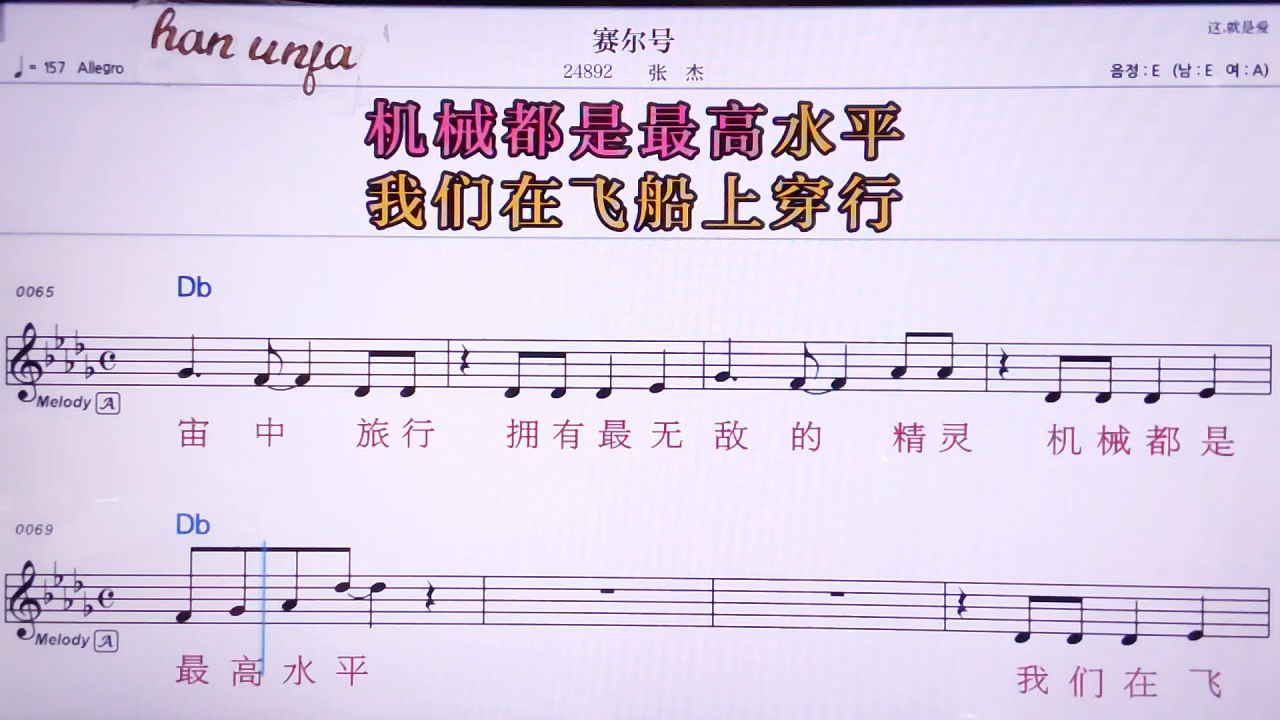 han unja
赛尔号
这,就是爱
♩= 157 Allegro
24892 张 杰
음정 : E (남 : E 여 : A)
机械都是最高水平
我们在飞船上穿行
0065
Db
Melody A
宙 中 旅 行 拥 有 最 无 敌 的 精 灵 机 械 都 是
0069
Db
Melody A
最 高 水 平 我 们 在 飞